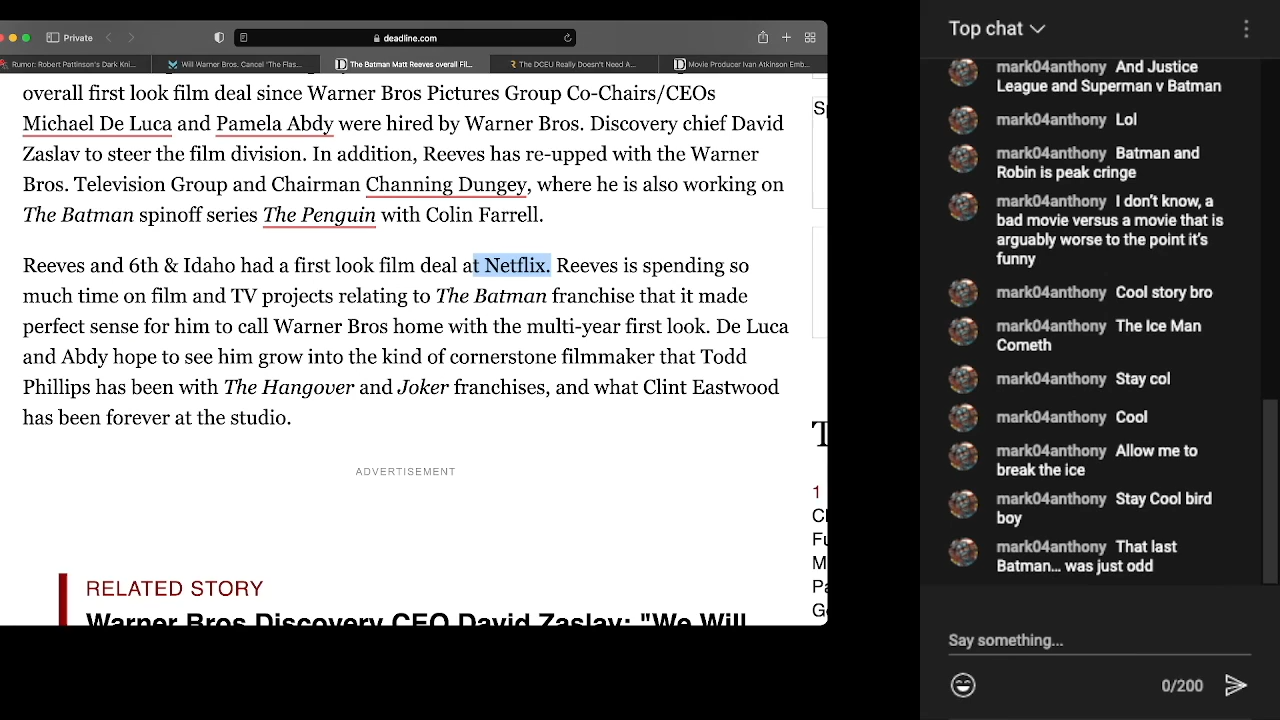 Private
deadline.com
Rumor: Robert Pattinson's Dark Kni...
Will Warner Bros. Cancel "The Flas...
The Batman Matt Reeves overall Fil...
The DCEU Really Doesn't Need A...
Movie Producer Ivan Atkinson Emb...
overall first look film deal since Warner Bros Pictures Group Co-Chairs/CEOs
Michael De Luca and Pamela Abdy were hired by Warner Bros. Discovery chief David
Zaslav to steer the film division. In addition, Reeves has re-upped with the Warner
Bros. Television Group and Chairman Channing Dungey, where he is also working on
The Batman spinoff series The Penguin with Colin Farrell.
Reeves and 6th & Idaho had a first look film deal at Netflix. Reeves is spending so
much time on film and TV projects relating to The Batman franchise that it made
perfect sense for him to call Warner Bros home with the multi-year first look. De Luca
and Abdy hope to see him grow into the kind of cornerstone filmmaker that Todd
Phillips has been with The Hangover and Joker franchises, and what Clint Eastwood
has been forever at the studio.
ADVERTISEMENT
RELATED STORY
Warner Bros Discovery CEO David Zaslav: "We Will
Sp
T
1
Cl
Fu
M
Pa
G
Top chat
mark04anthony And Justice
League and Superman v Batman
mark04anthony Lol
mark04anthony Batman and
Robin is peak cringe
mark04anthony I don't know, a
bad movie versus a movie that is
arguably worse to the point it's
funny
mark04anthony Cool story bro
mark04anthony The Ice Man
Cometh
mark04anthony Stay col
mark04anthony Cool
mark04anthony Allow me to
break the ice
mark04anthony Stay Cool bird
boy
mark04anthony That last
Batman... was just odd
Say something...
0/200